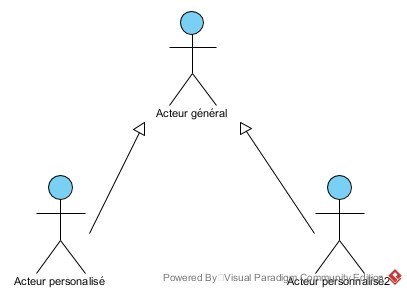 Acteur général
Acteur personalisé
Acteur personnalisé2
Powered By Visual Paradigm Community Edition